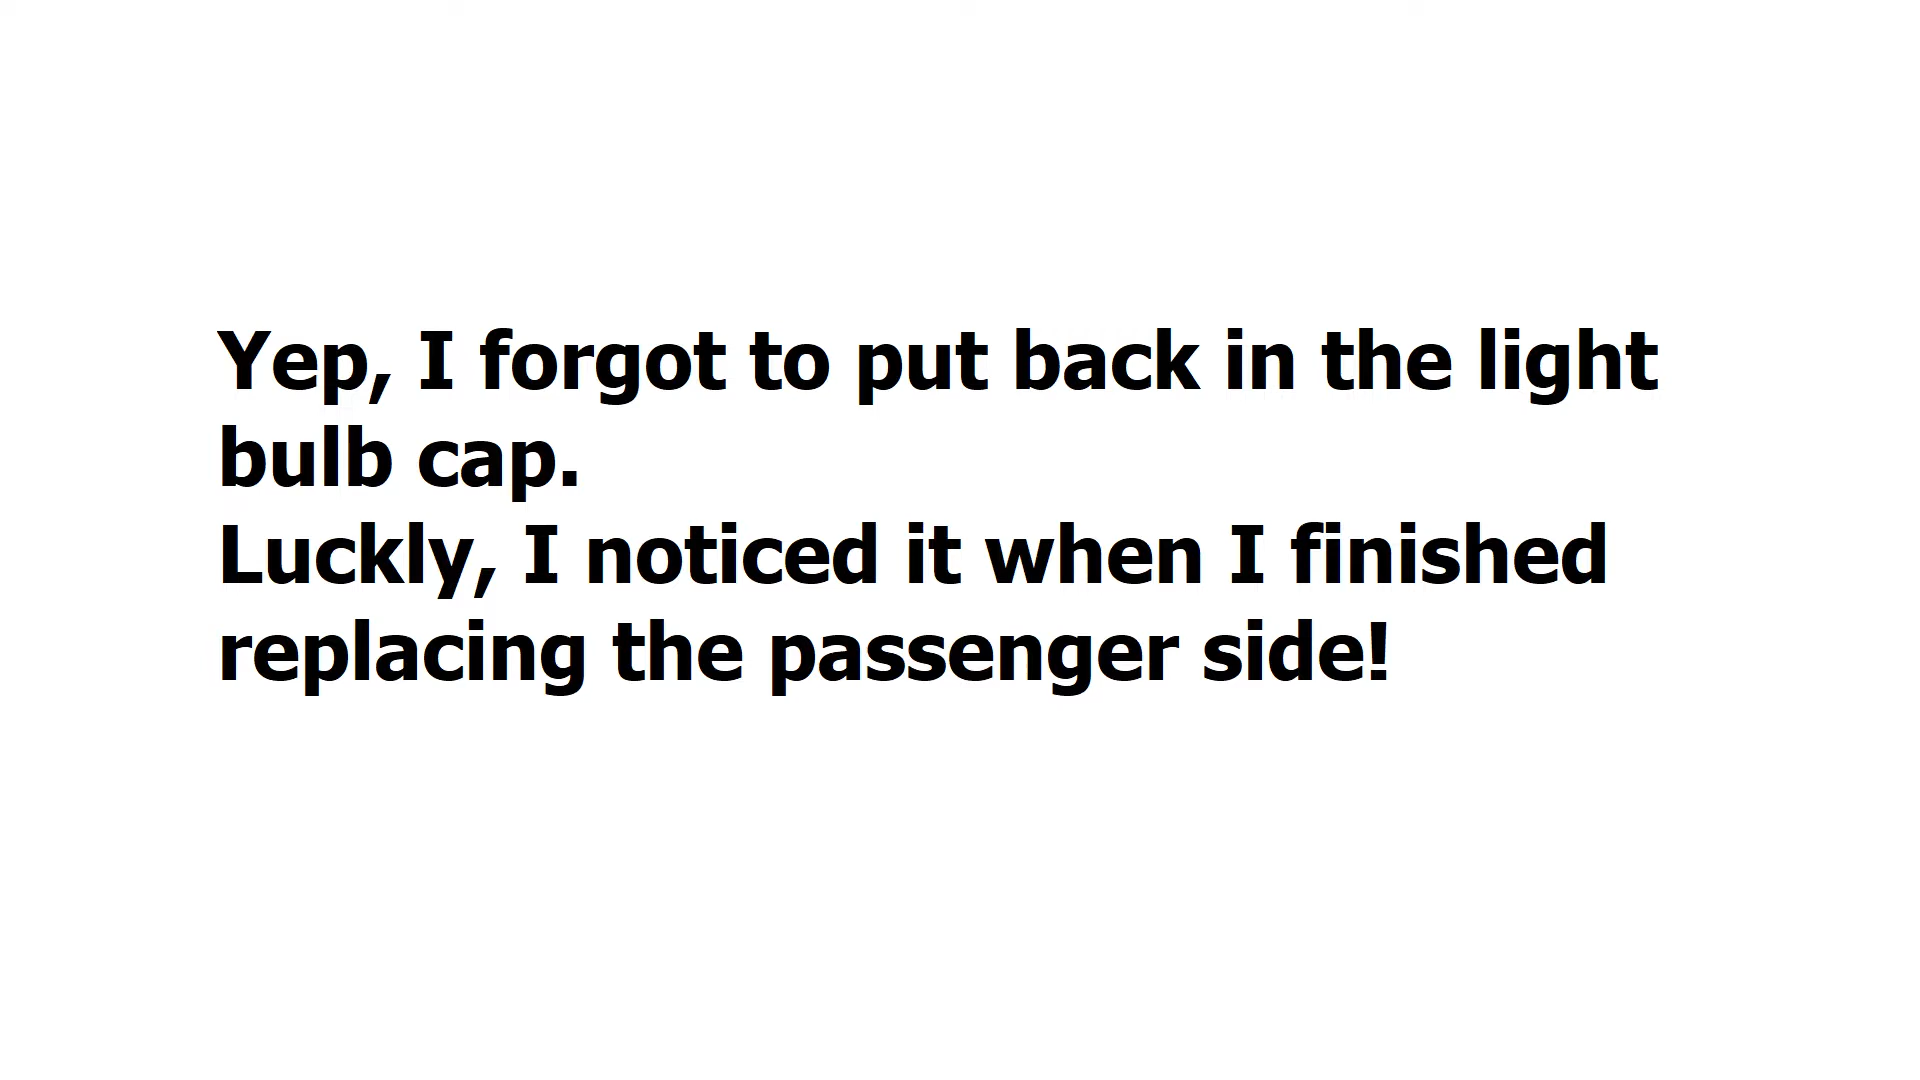 Yep, I forgot to put back in the light
bulb cap.
Luckly, I noticed it when I finished
replacing the passenger side!